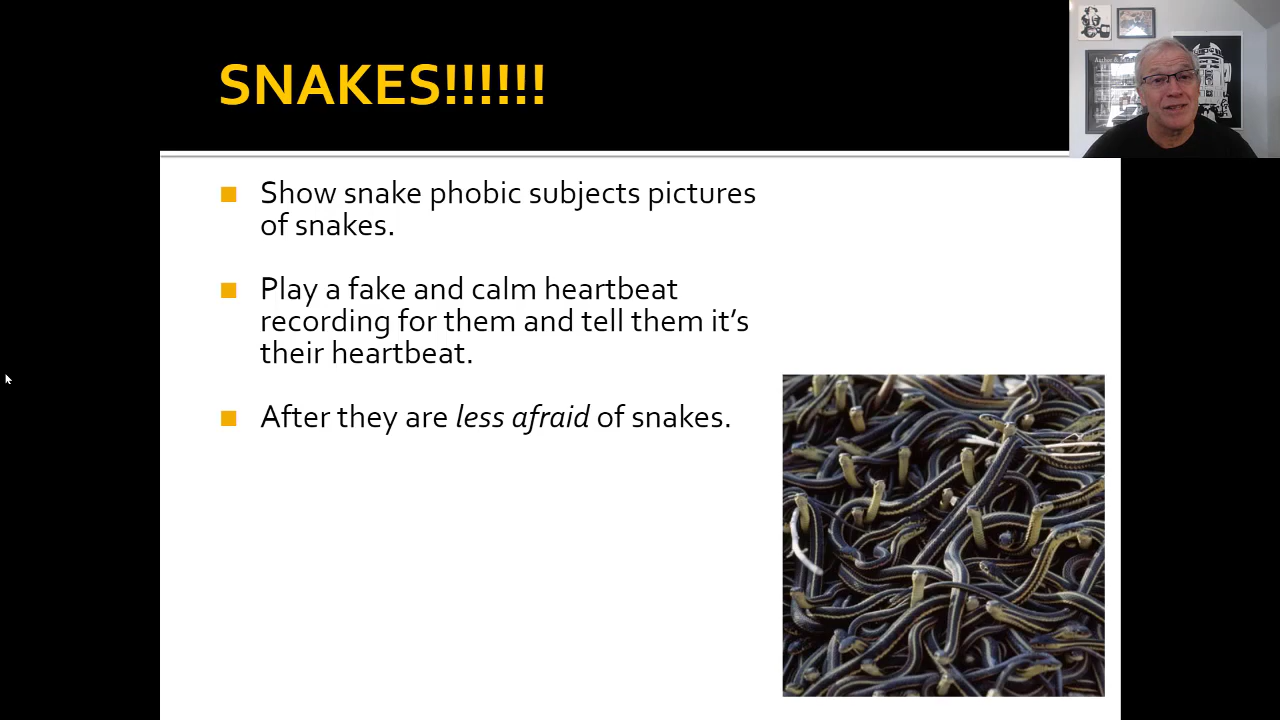 SNAKES!!!!!!
Show snake phobic subjects pictures
of snakes.
Play a fake and calm heartbeat
recording for them and tell them it’s
their heartbeat.
After they are less afraid of snakes.